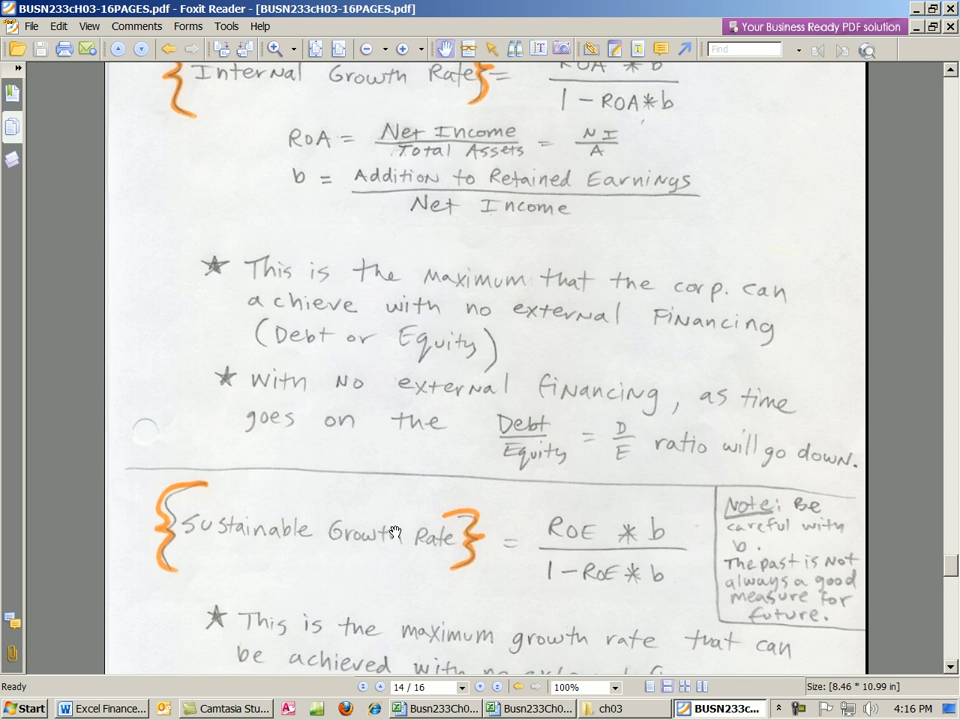 BUSN233cH03-16PAGES.pdf - Foxit Reader - [BUSN233cH03-16PAGES.pdf]
File Edit View Comments Forms Tools Help
Your Business Ready PDF solution
Find
{Internal Growth Rate} = ROA * b
1 - ROA * b
ROA = Net Income = NI
Total Assets A
b = Addition to Retained Earnings
Net Income
★ This is the maximum that the corp. can
achieve with no external Financing
(Debt or Equity)
★ With no external financing, as time
goes on the Debt = D ratio will go down.
Equity E
{Sustainable Growth Rate} = ROE * b
1 - ROE * b
Note: Be
careful with
b.
The past is not
always a good
measure for
future.
★ This is the maximum growth rate that can
be achieved with no
Ready 14 / 16 100% Size: [8.46 * 10.99 in]
Start Excel Finance... Camtasia Stu... Busn233Ch0... Busn233Ch0... ch03 BUSN233c... 4:16 PM